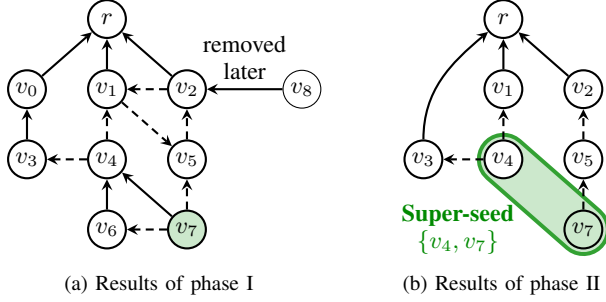 r
removed
later
v₀ v₁ v₂ v₈
v₃ v₄ v₅
v₆ v₇
(a) Results of phase I
r
v₁ v₂
v₃ v₄ v₅
Super-seed
{v₄, v₇}
v₇
(b) Results of phase II